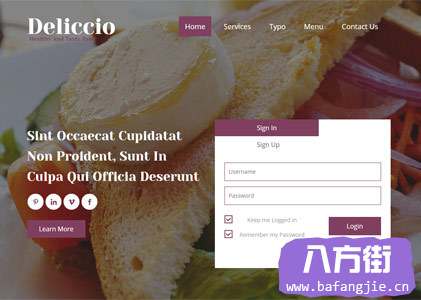 Deliccio
Healthy And Tasty Food
Home Services Typo Menu Contact Us
Sint Occaecat Cupidatat
Non Proident, Sunt In
Culpa Qui Officia Deserunt
Learn More
Sign In
Sign Up
Username
Password
Keep me Logged in
Remember my Password
Login
八方街
www.bafangjie.cn